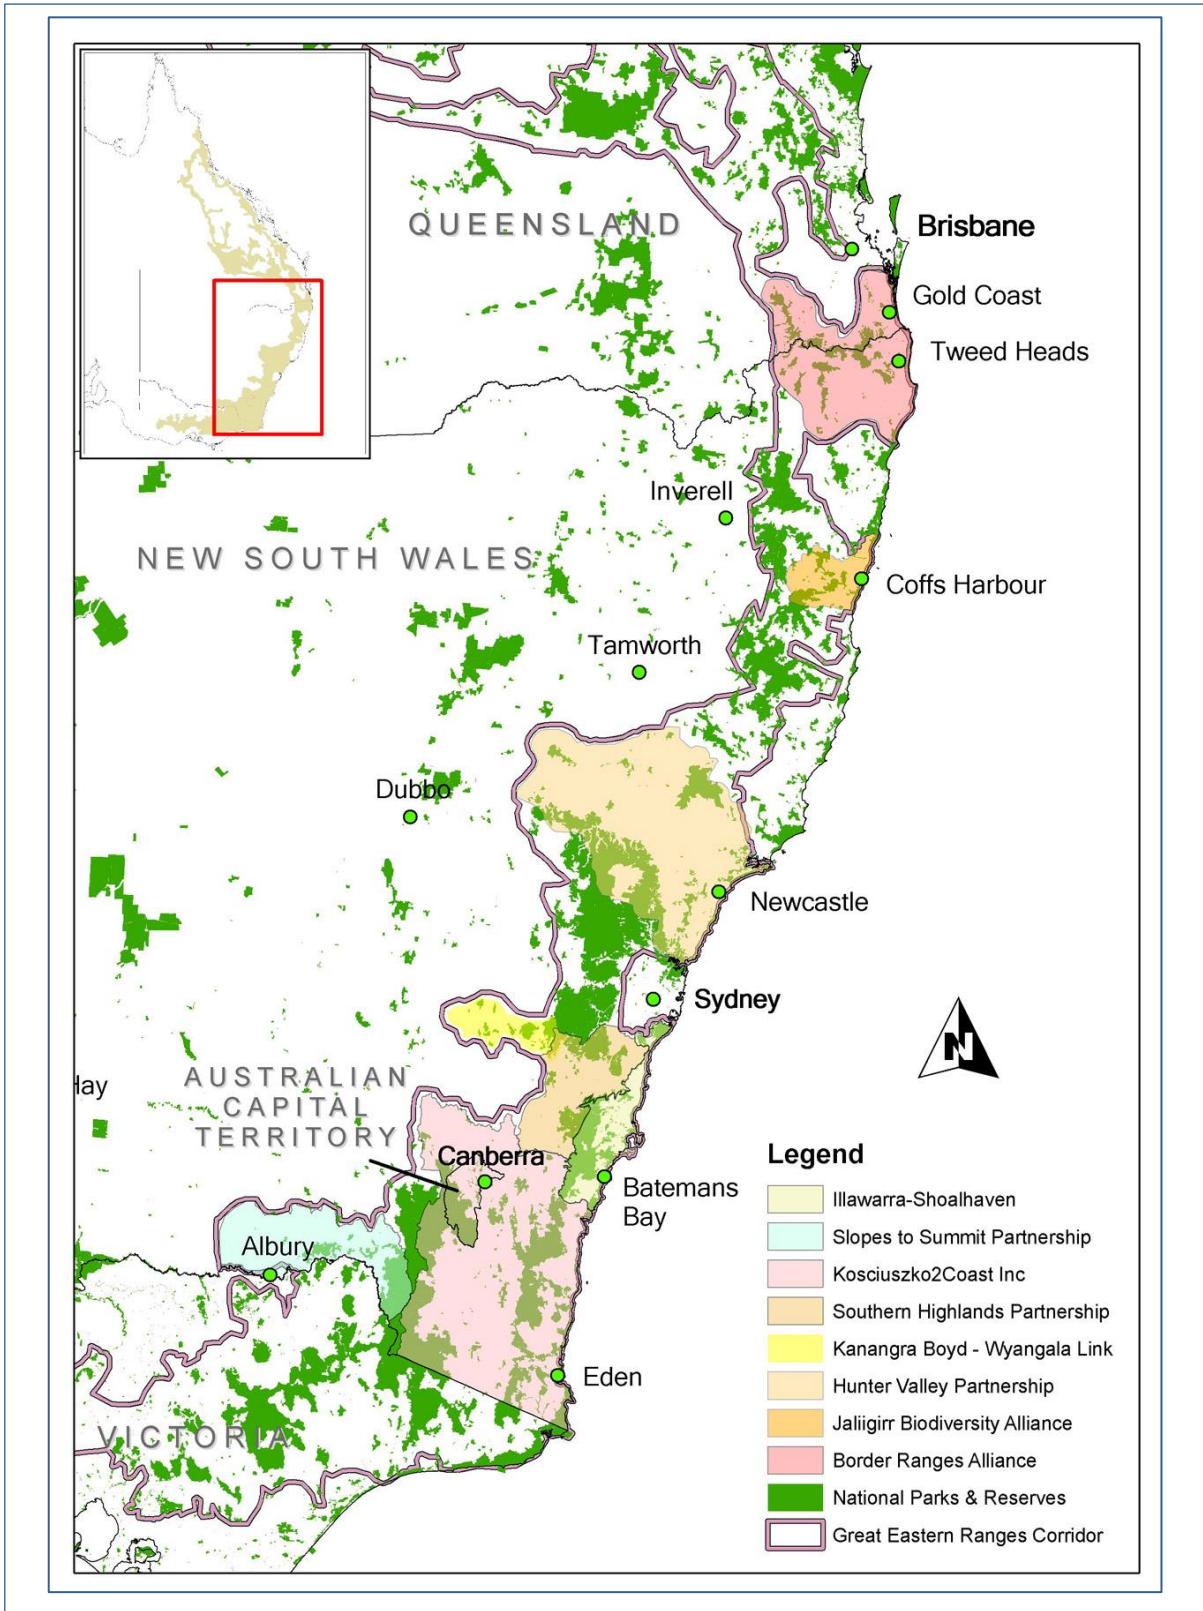 QUEENSLAND
Brisbane
Gold Coast
Tweed Heads
Inverell
NEW SOUTH WALES
Coffs Harbour
Tamworth
Dubbo
Newcastle
Sydney
N
AUSTRALIAN
CAPITAL
TERRITORY
Hay
Canberra
Batemans
Bay
Albury
Eden
VICTORIA
Legend
Illawarra-Shoalhaven
Slopes to Summit Partnership
Kosciuszko2Coast Inc
Southern Highlands Partnership
Kanangra Boyd - Wyangala Link
Hunter Valley Partnership
Jaliigirr Biodiversity Alliance
Border Ranges Alliance
National Parks & Reserves
Great Eastern Ranges Corridor